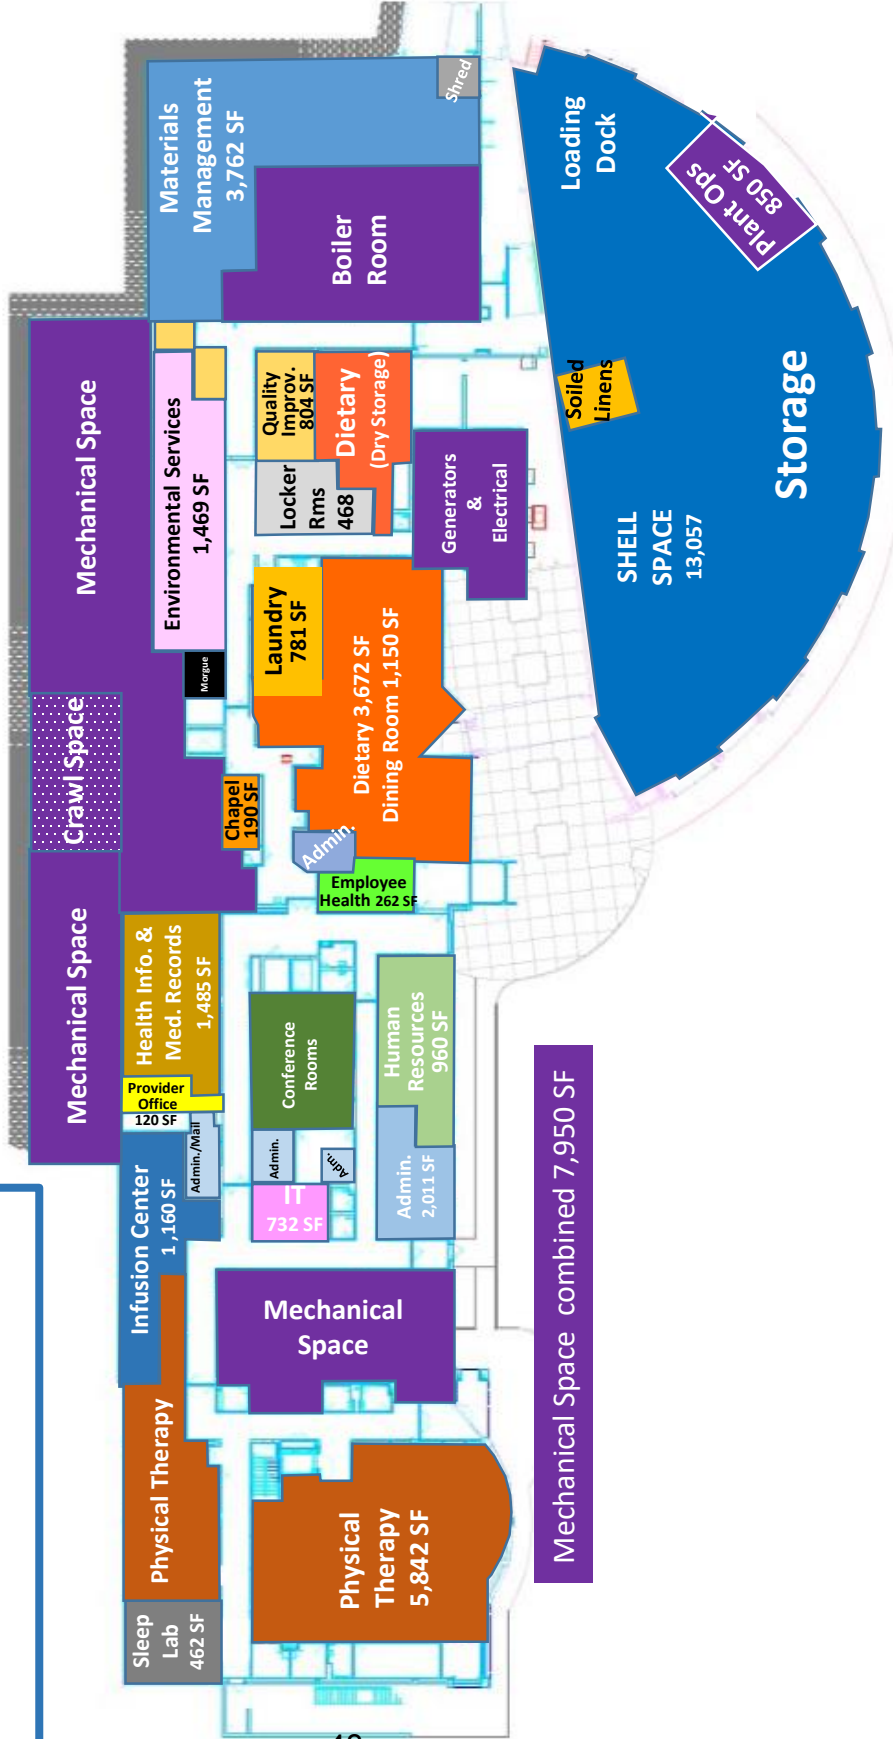 Materials
Management
3,762 SF
Shred
Boiler
Room
Loading
Dock
Plant Ops
850 SF
Mechanical Space
Environmental Services
1,469 SF
Quality
Improv.
804 SF
Dietary
(Dry Storage)
Locker
Rms
468
Generators
&
Electrical
Soiled
Linens
Storage
SHELL
SPACE
13,057
Morgue
Laundry
781 SF
Dietary 3,672 SF
Dining Room 1,150 SF
Crawl Space
Chapel
190 SF
Admin.
Employee
Health 262 SF
Mechanical Space
Health Info. &
Med. Records
1,485 SF
Conference
Rooms
Human
Resources
960 SF
Provider
Office
120 SF
Admin./Mail
Admin.
Adm.
Admin.
2,011 SF
Infusion Center
1,160 SF
IT
732 SF
Mechanical
Space
Mechanical Space combined 7,950 SF
Physical Therapy
Physical
Therapy
5,842 SF
Sleep
Lab
462 SF